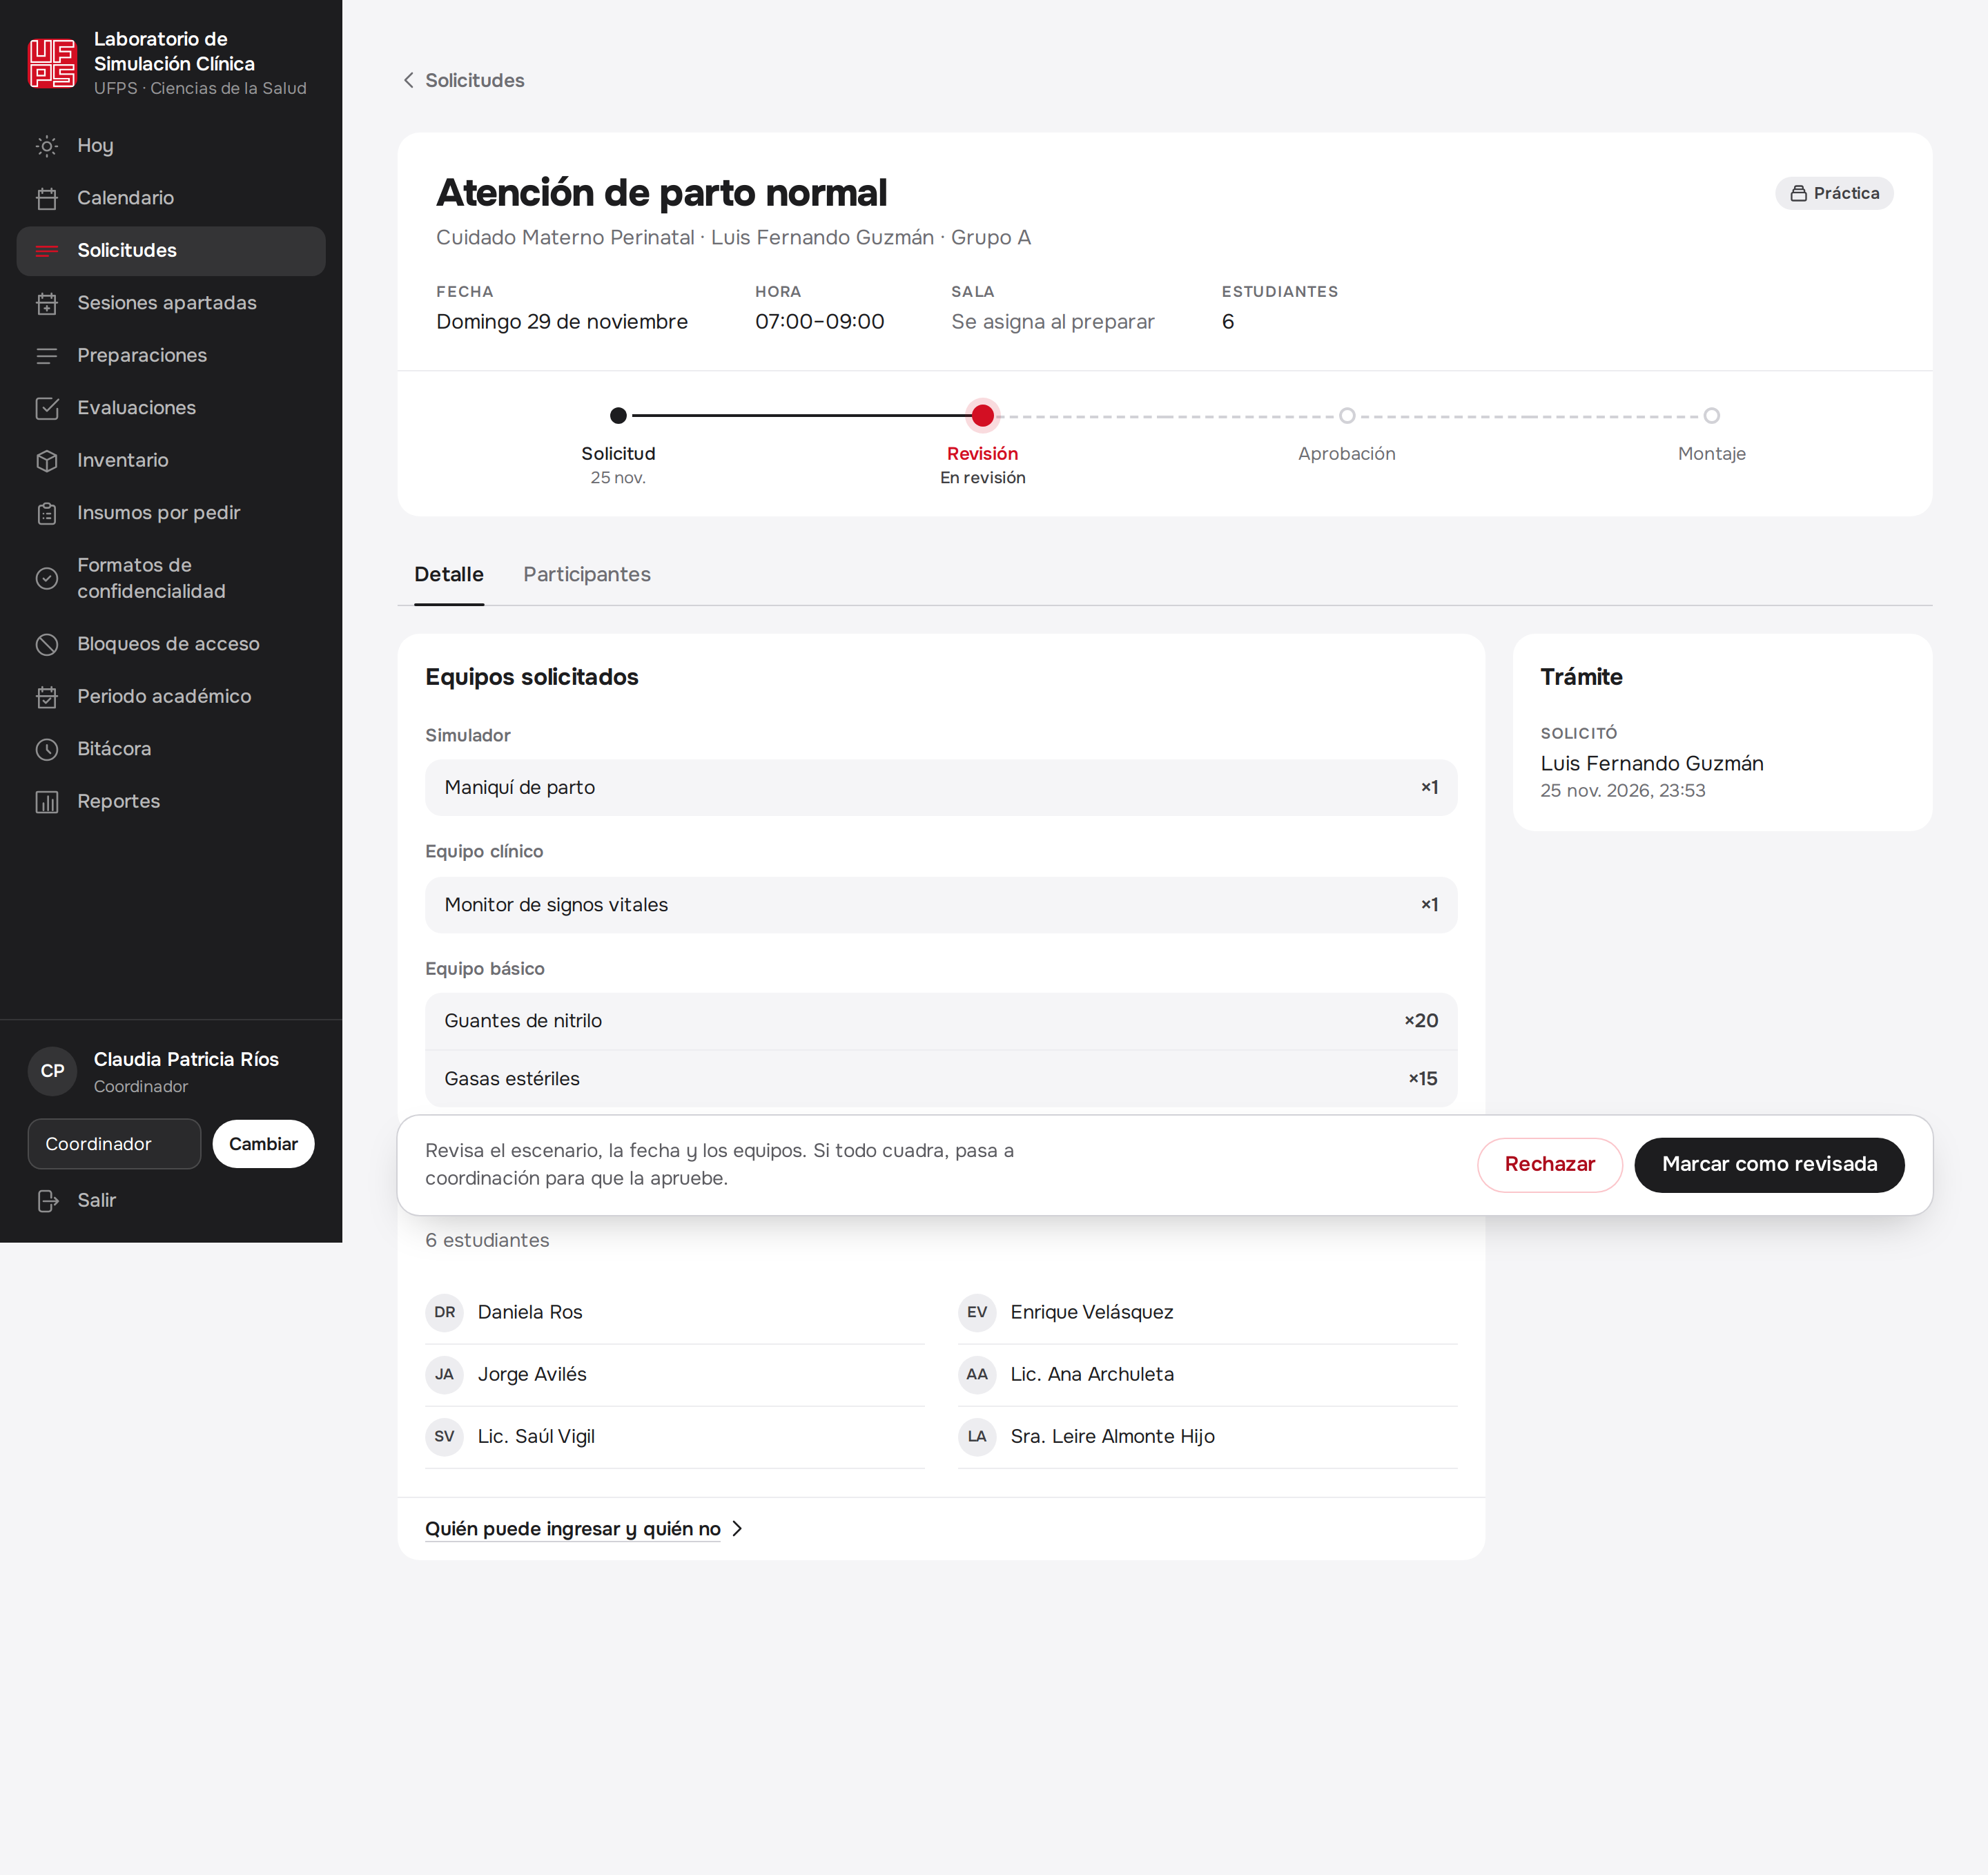 UFPS
Laboratorio de
Simulación Clínica
UFPS · Ciencias de la Salud
Hoy
Calendario
Solicitudes
Sesiones apartadas
Preparaciones
Evaluaciones
Inventario
Insumos por pedir
Formatos de
confidencialidad
Bloqueos de acceso
Periodo académico
Bitácora
Reportes
CP
Claudia Patricia Ríos
Coordinador
Coordinador
Cambiar
Salir
Solicitudes
Atención de parto normal
Práctica
Cuidado Materno Perinatal · Luis Fernando Guzmán · Grupo A
FECHA
Domingo 29 de noviembre
HORA
07:00–09:00
SALA
Se asigna al preparar
ESTUDIANTES
6
Solicitud
25 nov.
Revisión
En revisión
Aprobación
Montaje
Detalle
Participantes
Equipos solicitados
Simulador
Maniquí de parto ×1
Equipo clínico
Monitor de signos vitales ×1
Equipo básico
Guantes de nitrilo ×20
Gasas estériles ×15
Trámite
SOLICITÓ
Luis Fernando Guzmán
25 nov. 2026, 23:53
Revisa el escenario, la fecha y los equipos. Si todo cuadra, pasa a
coordinación para que la apruebe.
Rechazar
Marcar como revisada
6 estudiantes
DR Daniela Ros
EV Enrique Velásquez
JA Jorge Avilés
AA Lic. Ana Archuleta
SV Lic. Saúl Vigil
LA Sra. Leire Almonte Hijo
Quién puede ingresar y quién no